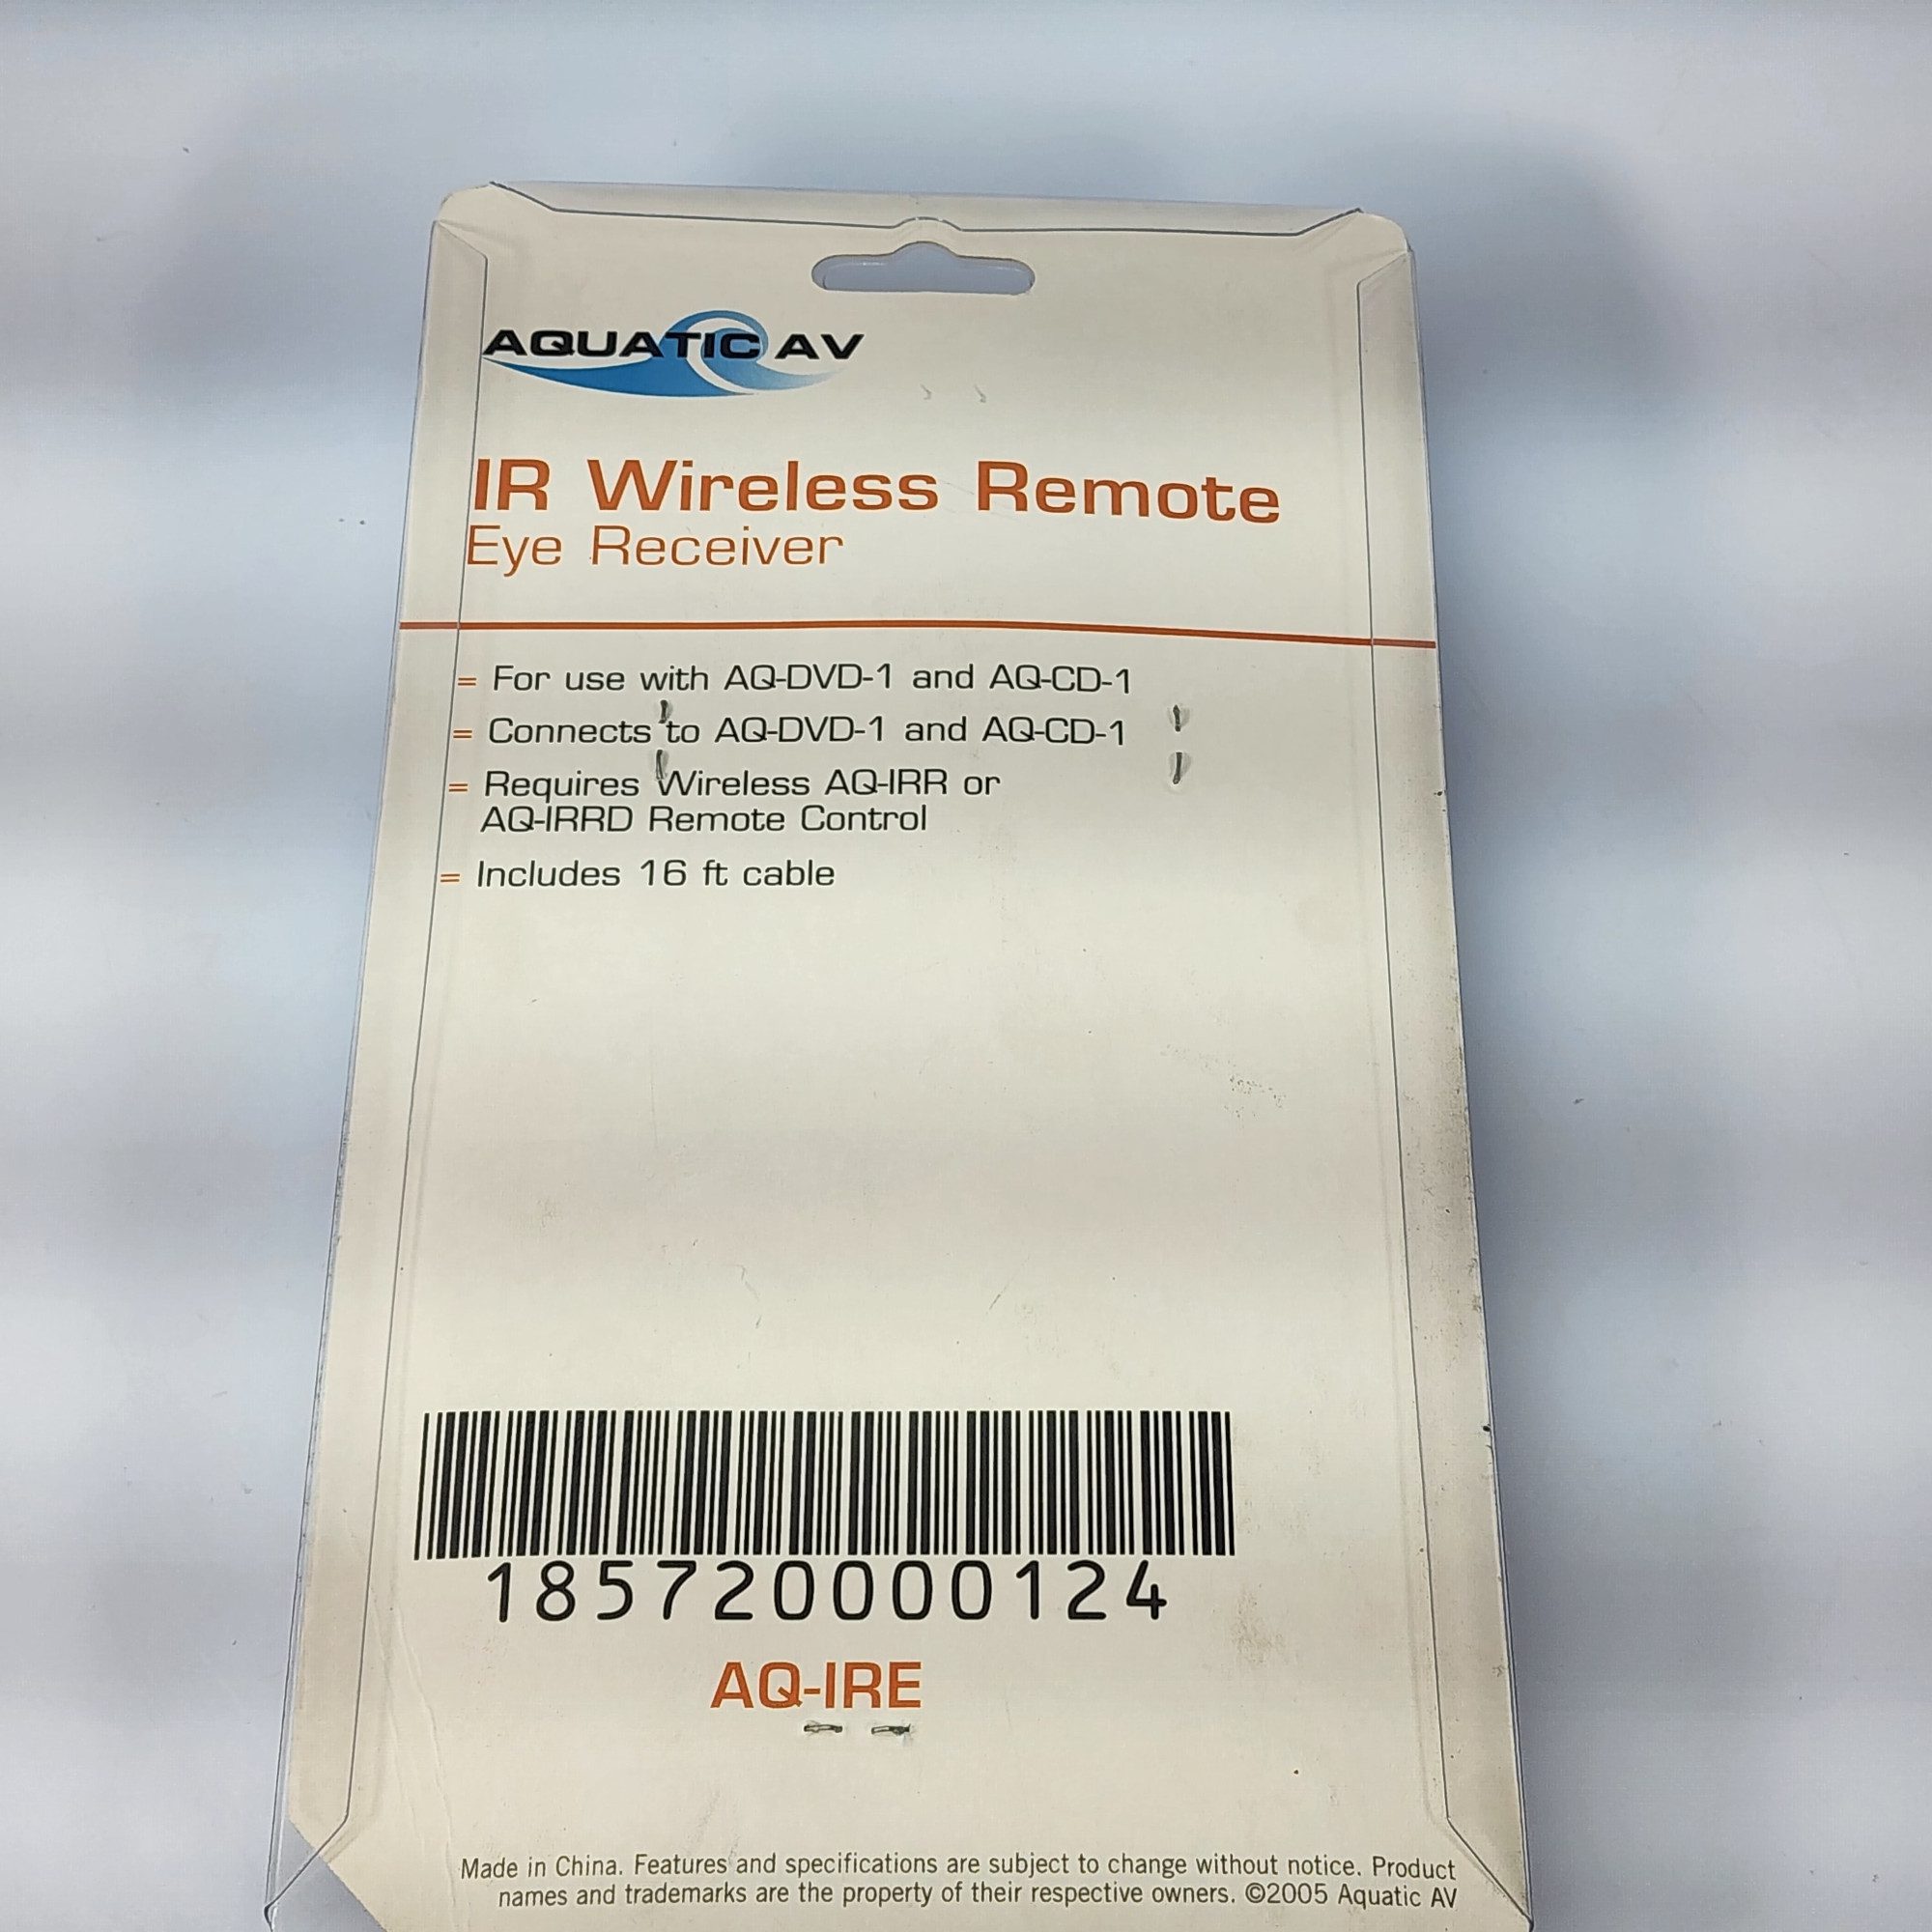 AQUATIC AV
IR Wireless Remote
Eye Receiver
= For use with AQ-DVD-1 and AQ-CD-1
= Connects to AQ-DVD-1 and AQ-CD-1
= Requires Wireless AQ-IRR or
AQ-IRRD Remote Control
= Includes 16 ft cable
185720000124
AQ-IRE
Made in China. Features and specifications are subject to change without notice. Product
names and trademarks are the property of their respective owners. ©2005 Aquatic AV